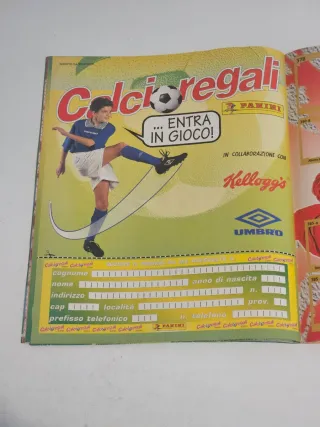 Calcioregali
PANINI
... ENTRA
IN GIOCO!
IN COLLABORAZIONE CON
Kellogg's
UMBRO
cognome
nome
anno di nascita
indirizzo
n.
cap
località
prov.
prefisso telefonico
n. telefono
PANINI